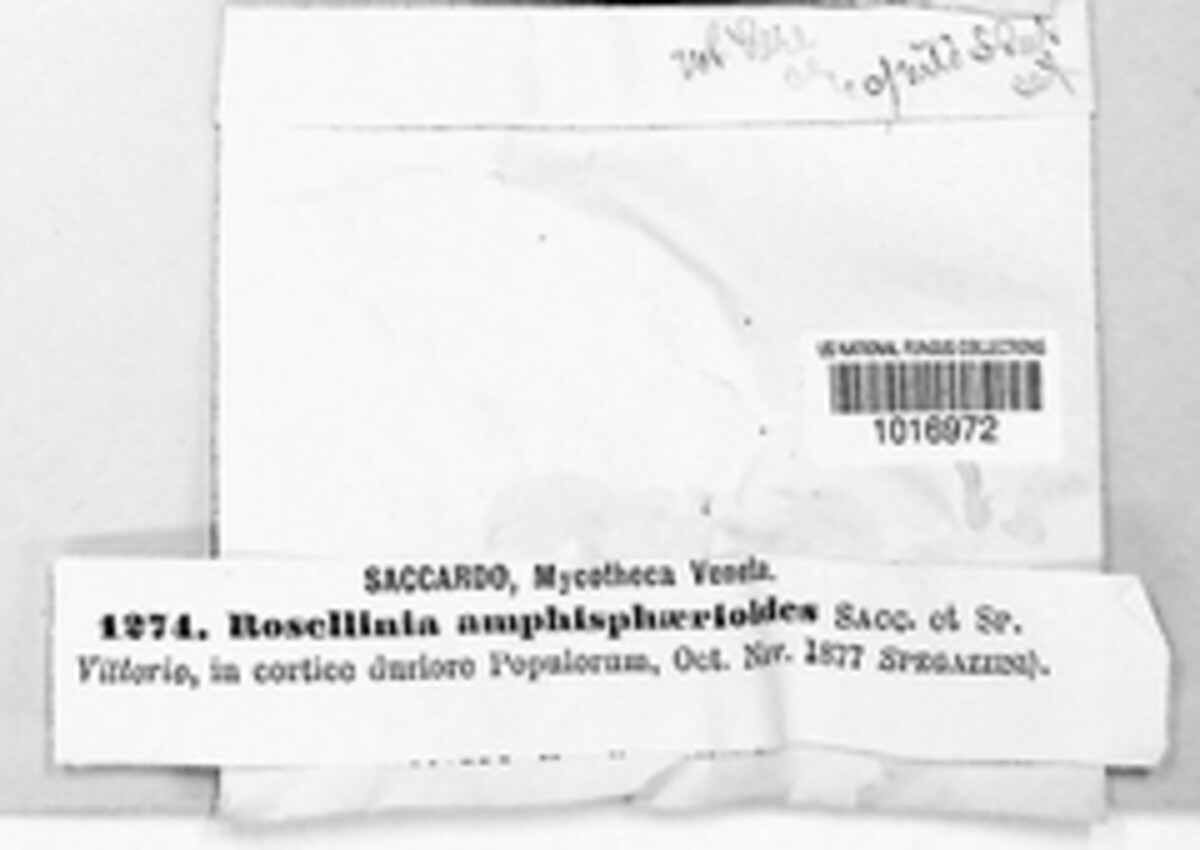 US NATIONAL FUNGUS COLLECTIONS
1016972
SACCARDO, Mycotheca Veneta.
1274. Rosellinia amphisphærioides SACC. et SP.
Vittorio, in cortice duriore Populorum, Oct. Nov. 1877 SPEGAZZINI).